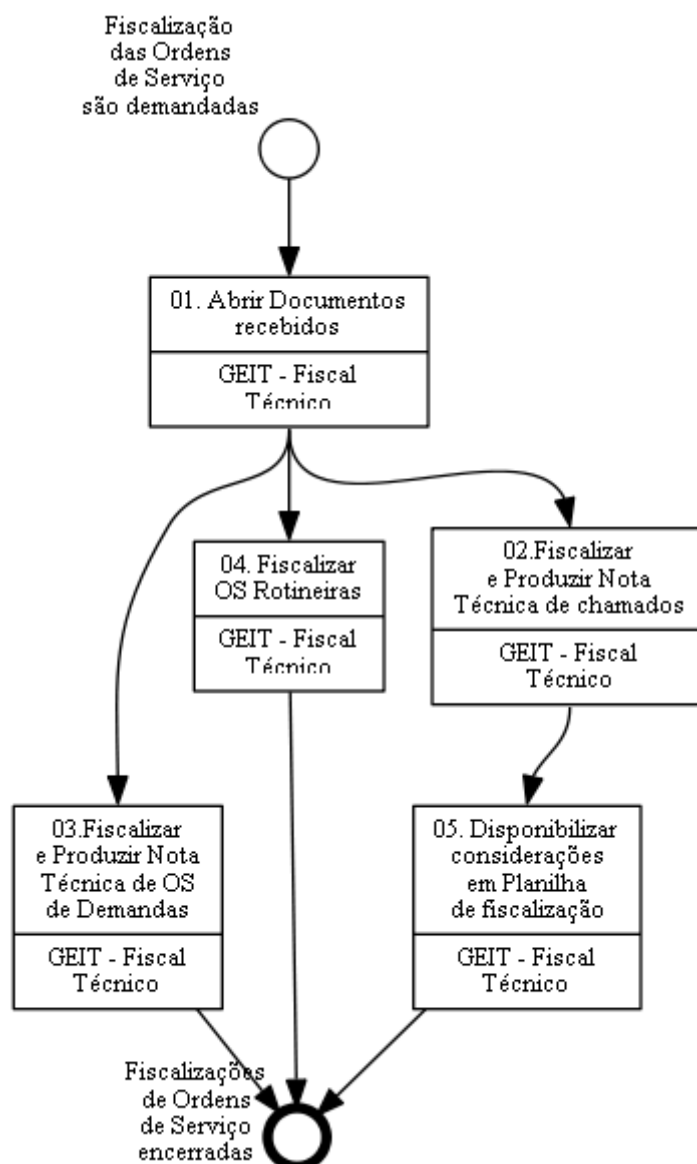 Fiscalização
das Ordens
de Serviço
são demandadas
01. Abrir Documentos
recebidos
GEIT - Fiscal
Técnico
04. Fiscalizar
OS Rotineiras
GEIT - Fiscal
Técnico
02.Fiscalizar
e Produzir Nota
Técnica de chamados
GEIT - Fiscal
Técnico
03.Fiscalizar
e Produzir Nota
Técnica de OS
de Demandas
GEIT - Fiscal
Técnico
05. Disponibilizar
considerações
em Planilha
de fiscalização
GEIT - Fiscal
Técnico
Fiscalizações
de Ordens
de Serviço
encerradas